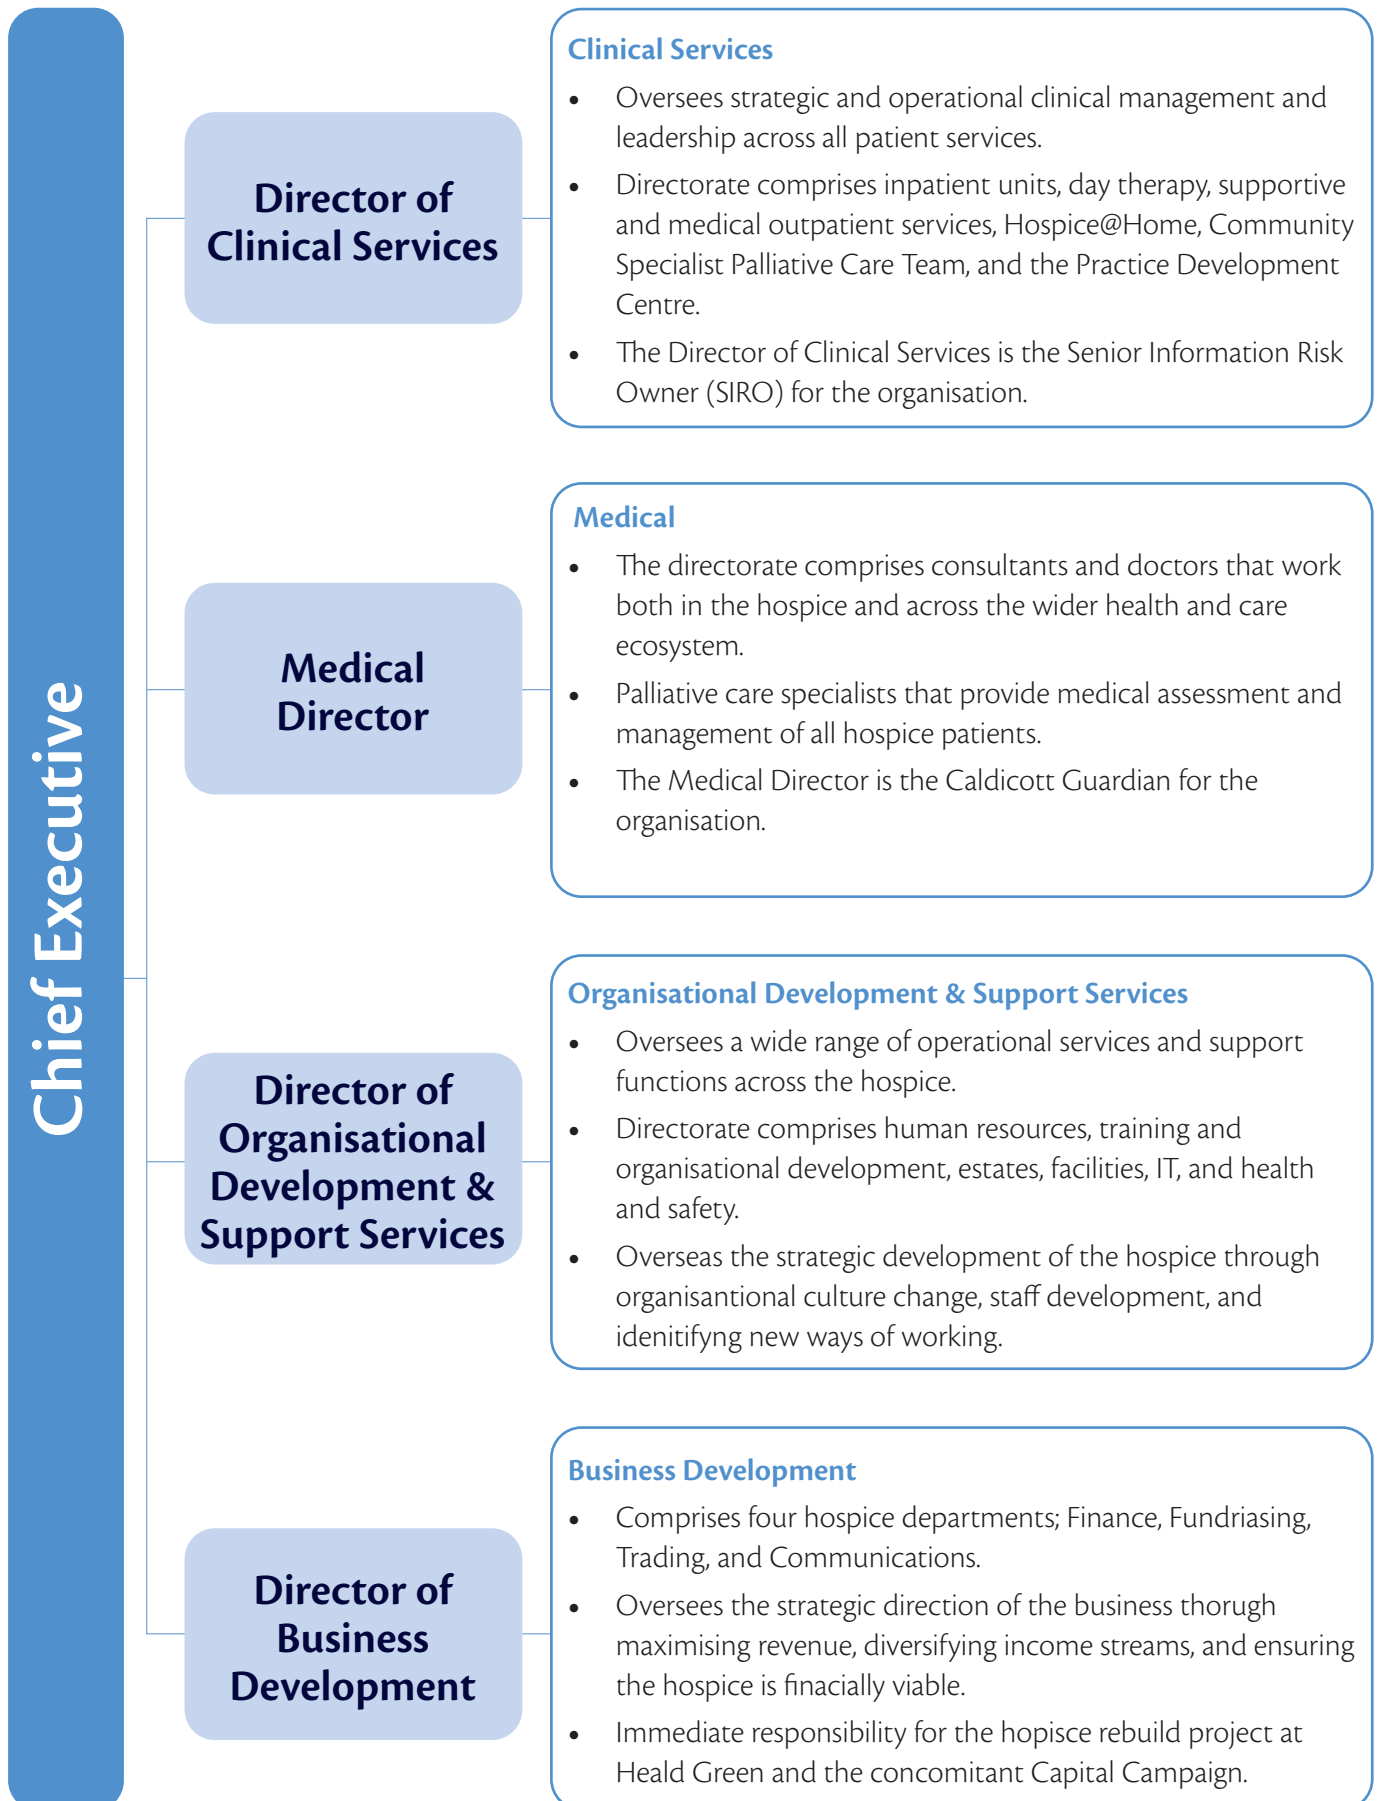 Chief Executive
Director of
Clinical Services
Clinical Services
• Oversees strategic and operational clinical management and
leadership across all patient services.
• Directorate comprises inpatient units, day therapy, supportive
and medical outpatient services, Hospice@Home, Community
Specialist Palliative Care Team, and the Practice Development
Centre.
• The Director of Clinical Services is the Senior Information Risk
Owner (SIRO) for the organisation.
Medical
Director
Medical
• The directorate comprises consultants and doctors that work
both in the hospice and across the wider health and care
ecosystem.
• Palliative care specialists that provide medical assessment and
management of all hospice patients.
• The Medical Director is the Caldicott Guardian for the
organisation.
Director of
Organisational
Development &
Support Services
Organisational Development & Support Services
• Oversees a wide range of operational services and support
functions across the hospice.
• Directorate comprises human resources, training and
organisational development, estates, facilities, IT, and health
and safety.
• Overseas the strategic development of the hospice through
organisantional culture change, staff development, and
idenitifyng new ways of working.
Director of
Business
Development
Business Development
• Comprises four hospice departments; Finance, Fundriasing,
Trading, and Communications.
• Oversees the strategic direction of the business thorugh
maximising revenue, diversifying income streams, and ensuring
the hospice is finacially viable.
• Immediate responsibility for the hopisce rebuild project at
Heald Green and the concomitant Capital Campaign.